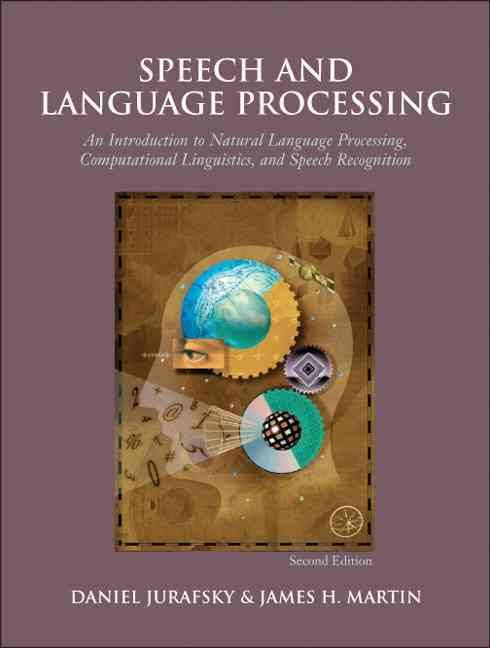 SPEECH AND
LANGUAGE PROCESSING
An Introduction to Natural Language Processing,
Computational Linguistics, and Speech Recognition
Second Edition
DANIEL JURAFSKY & JAMES H. MARTIN